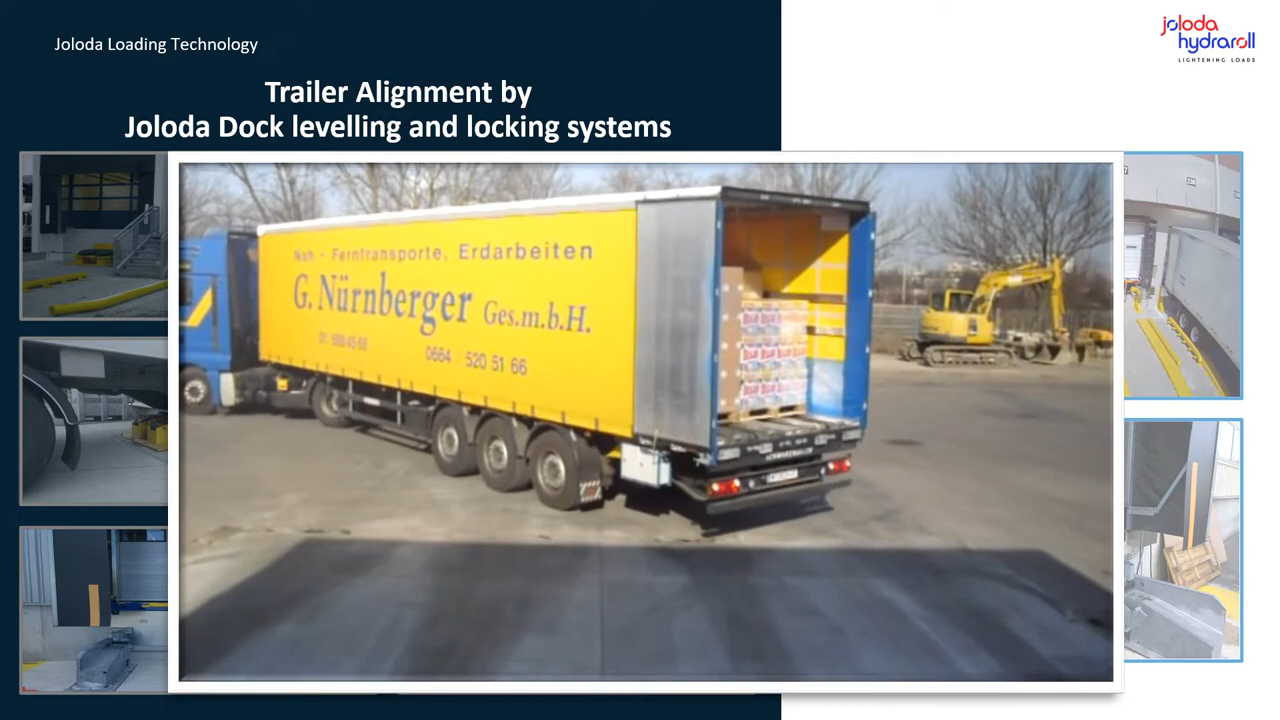 Joloda Loading Technology
joloda
hydraroll
LIGHTENING LOADS
Trailer Alignment by
Joloda Dock levelling and locking systems
Nah - Ferntransporte, Erdarbeiten
G. Nürnberger Ges.m.b.H.
0664 520 51 66